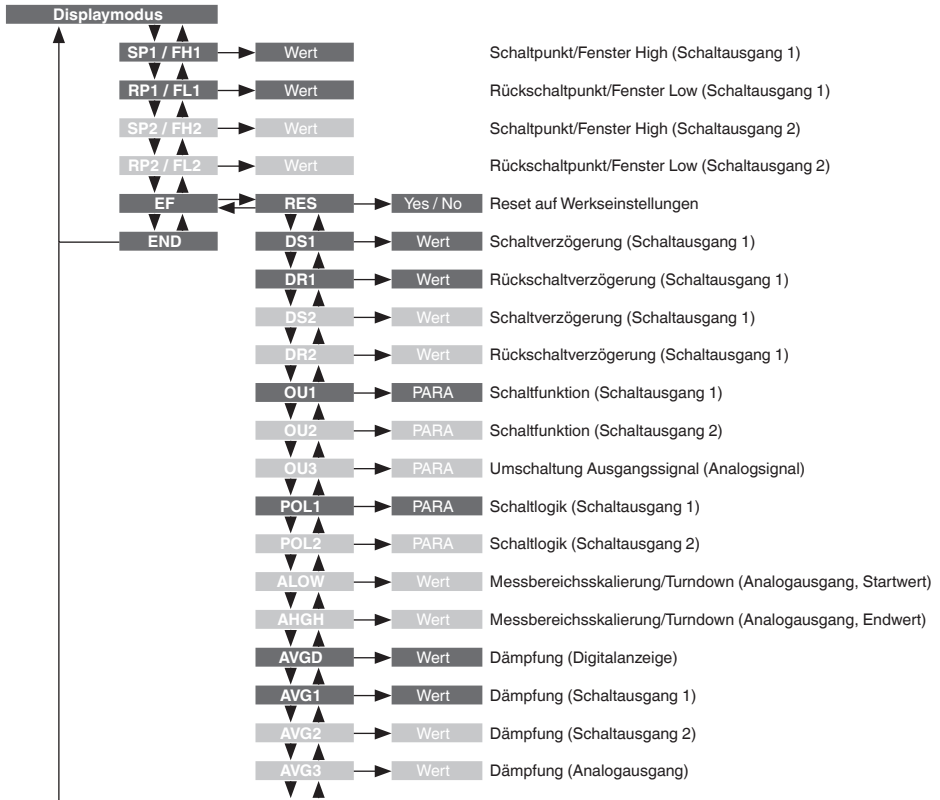 Displaymodus
SP1 / FH1 Wert Schaltpunkt/Fenster High (Schaltausgang 1)
RP1 / FL1 Wert Rückschaltpunkt/Fenster Low (Schaltausgang 1)
SP2 / FH2 Wert Schaltpunkt/Fenster High (Schaltausgang 2)
RP2 / FL2 Wert Rückschaltpunkt/Fenster Low (Schaltausgang 2)
EF RES Yes / No Reset auf Werkseinstellungen
END DS1 Wert Schaltverzögerung (Schaltausgang 1)
DR1 Wert Rückschaltverzögerung (Schaltausgang 1)
DS2 Wert Schaltverzögerung (Schaltausgang 1)
DR2 Wert Rückschaltverzögerung (Schaltausgang 1)
OU1 PARA Schaltfunktion (Schaltausgang 1)
OU2 PARA Schaltfunktion (Schaltausgang 2)
OU3 PARA Umschaltung Ausgangssignal (Analogsignal)
POL1 PARA Schaltlogik (Schaltausgang 1)
POL2 PARA Schaltlogik (Schaltausgang 2)
ALOW Wert Messbereichsskalierung/Turndown (Analogausgang, Startwert)
AHGH Wert Messbereichsskalierung/Turndown (Analogausgang, Endwert)
AVGD Wert Dämpfung (Digitalanzeige)
AVG1 Wert Dämpfung (Schaltausgang 1)
AVG2 Wert Dämpfung (Schaltausgang 2)
AVG3 Wert Dämpfung (Analogausgang)